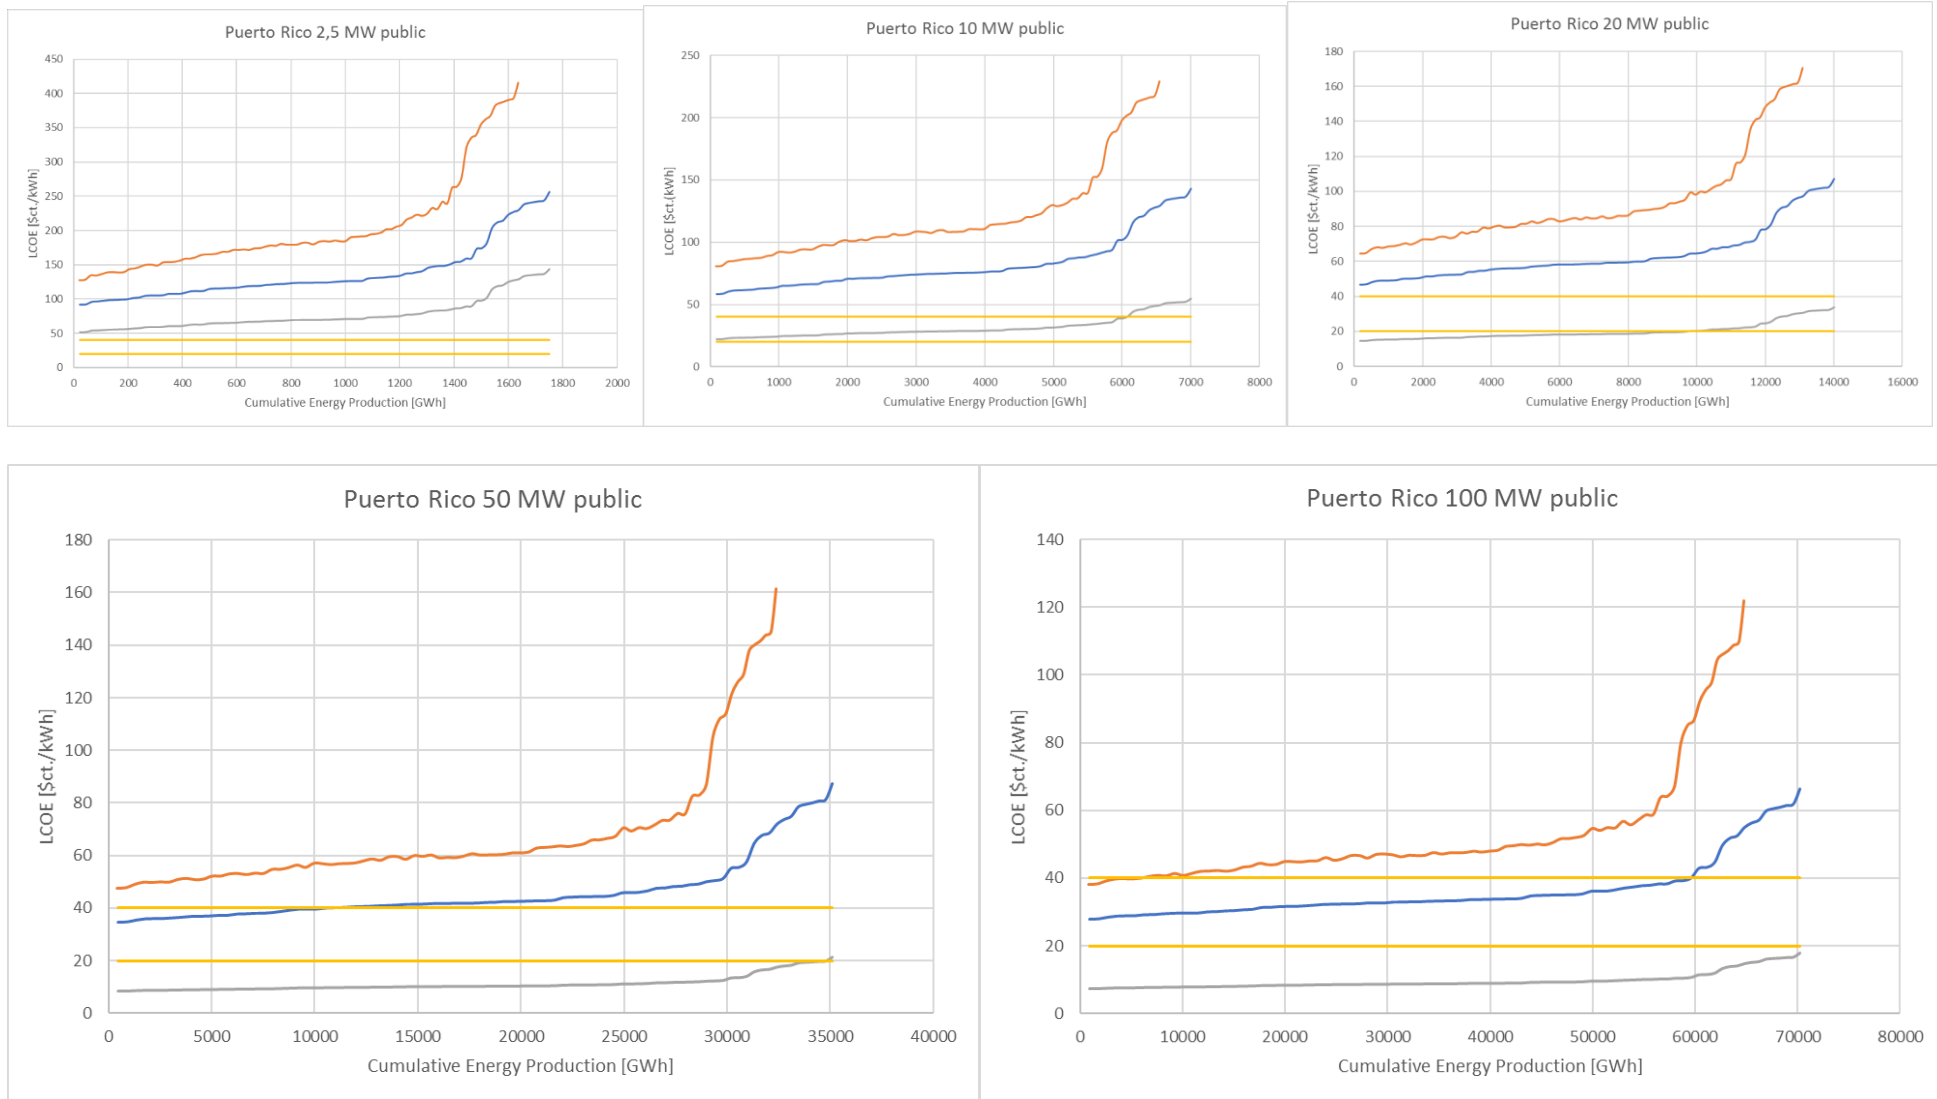 Puerto Rico 2,5 MW public
450
400
350
300
250
200
150
100
50
0
LCOE [$ct./kWh]
0 200 400 600 800 1000 1200 1400 1600 1800 2000
Cumulative Energy Production [GWh]
Puerto Rico 10 MW public
250
200
150
100
50
0
LCOE [$ct.(kWh]
0 1000 2000 3000 4000 5000 6000 7000 8000
Cumulative Energy Production [GWh]
Puerto Rico 20 MW public
180
160
140
120
100
80
60
40
20
0
LCOE [$ct./kWh]
0 2000 4000 6000 8000 10000 12000 14000 16000
Cumulative Energy Production [GWh]
Puerto Rico 50 MW public
180
160
140
120
100
80
60
40
20
0
LCOE [$ct./kWh]
0 5000 10000 15000 20000 25000 30000 35000 40000
Cumulative Energy Production [GWh]
Puerto Rico 100 MW public
140
120
100
80
60
40
20
0
LCOE [$ct./kWh]
0 10000 20000 30000 40000 50000 60000 70000 80000
Cumulative Energy Production [GWh]